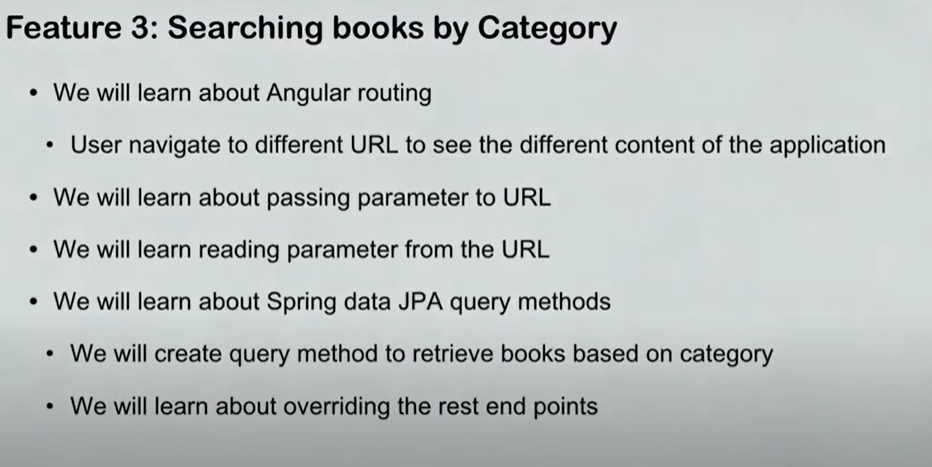 Feature 3: Searching books by Category
• We will learn about Angular routing
• User navigate to different URL to see the different content of the application
• We will learn about passing parameter to URL
• We will learn reading parameter from the URL
• We will learn about Spring data JPA query methods
• We will create query method to retrieve books based on category
• We will learn about overriding the rest end points